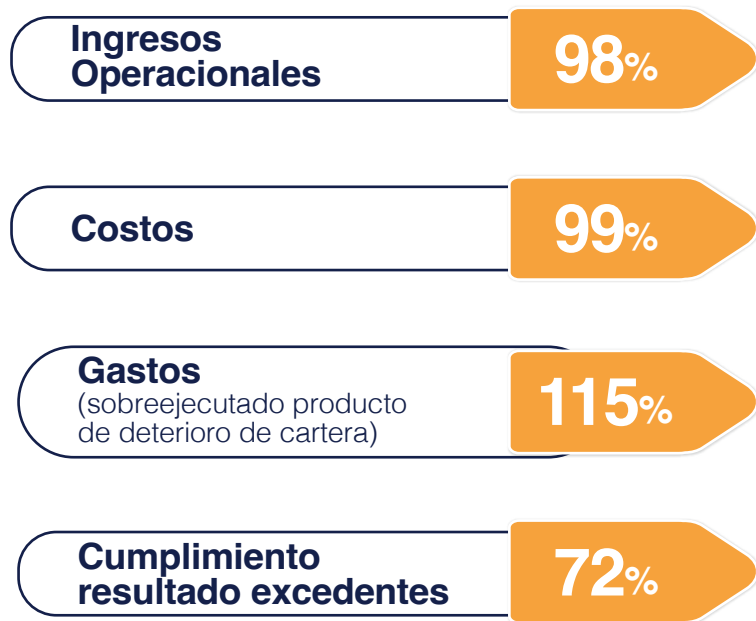 Ingresos
Operacionales
98%
Costos
99%
Gastos
(sobreejecutado producto
de deterioro de cartera)
115%
Cumplimiento
resultado excedentes
72%